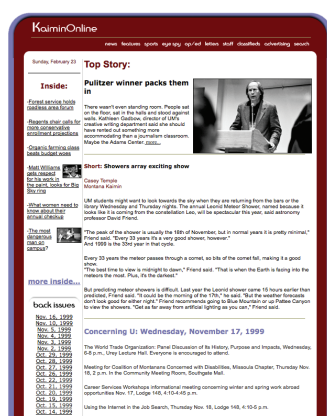 KaiminOnline
news features sports eyespy op/ed letters staff classifieds advertising search
Sunday, February 23
Inside:
-Forest service holds
roadless area forum
-Regents chair calls for
more conservative
enrollment projections
-Organic farming class
beats budget woes
-Matt Williams
gets respect
for his work in
the paint, looks for Big
Sky ring
-What women need to
know about their
annual checkup
-The most
dangerous
man on
campus?
more inside...
back issues
Nov. 16, 1999
Nov. 10, 1999
Nov. 5, 1999
Nov. 4, 1999
Nov. 3, 1999
Nov. 2, 1999
Oct. 29, 1999
Oct. 28, 1999
Oct. 27, 1999
Oct. 26, 1999
Oct. 22, 1999
Oct. 21, 1999
Oct. 20, 1999
Oct. 19, 1999
Oct. 15, 1999
Oct. 14, 1999
Top Story:
Pulitzer winner packs them
in
There wasn't even standing room. People sat
on the floor, sat in the halls and stood against
walls. Kathleen Gadbow, director of UM's
creative writing department said she should
have rented out something more
accommodating than a journalism classroom.
Maybe the Adams Center. more...
Short: Showers array exciting show
Casey Temple
Montana Kaimin
UM students might want to look towards the sky when they are returning from the bars or the
library Wednesday and Thursday nights. The annual Leonid Meteor Shower, named because it
looks like it is coming from the constellation Leo, will be spectacular this year, said astronomy
professor David Friend.
"The peak of the shower is usually the 18th of November, but in normal years it is pretty minimal,"
Friend said. "Every 33 years it's a very good shower, however."
And 1999 is the 33rd year in that cycle.
Every 33 years the meteor passes through a comet, so bits of the comet fall, making it a good
show.
"The best time to view is midnight to dawn," Friend said. "That is when the Earth is facing into the
meteors the most. Plus, it's the darkest."
But predicting meteor showers is difficult. Last year the Leonid shower came 15 hours earlier than
predicted, Friend said. "It could be the morning of the 17th," he said. "But the weather forecasts
don't look good for either night." Friend recommends going to Blue Mountain or up Pattee Canyon
to view the showers. "Get as far away from artificial lighting as you can," Friend said.
Concerning U: Wednesday, November 17, 1999
The World Trade Organization: Panel Discussion of its History, Purpose and Impacts, Wednesday,
6-8 p.m., Urey Lecture Hall. Everyone is encouraged to attend.
Meeting for Coalition of Montanans Concerned with Disabilities, Missoula Chapter, Thursday Nov.
18, 2 p.m. in the Community Meeting Room, Southgate Mall.
Career Services Workshops informational meeting concerning winter and spring work abroad
opportunities Nov. 17, Lodge 148, 4:10-4:45 p.m.
Using the Internet in the Job Search, Thursday Nov. 18, Lodge 148, 4:10-5 p.m.